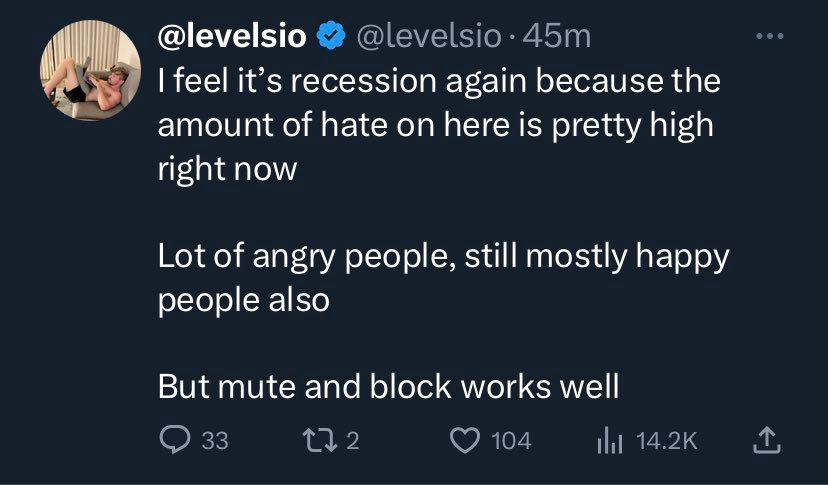 @levelsio @levelsio · 45m
I feel it’s recession again because the
amount of hate on here is pretty high
right now
Lot of angry people, still mostly happy
people also
But mute and block works well
33 2 104 14.2K